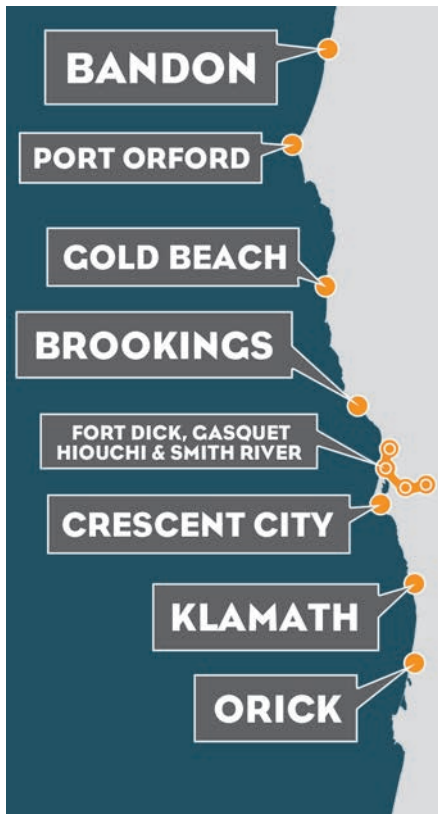 BANDON
PORT ORFORD
GOLD BEACH
BROOKINGS
FORT DICK, GASQUET
HIOUCHI & SMITH RIVER
CRESCENT CITY
KLAMATH
ORICK